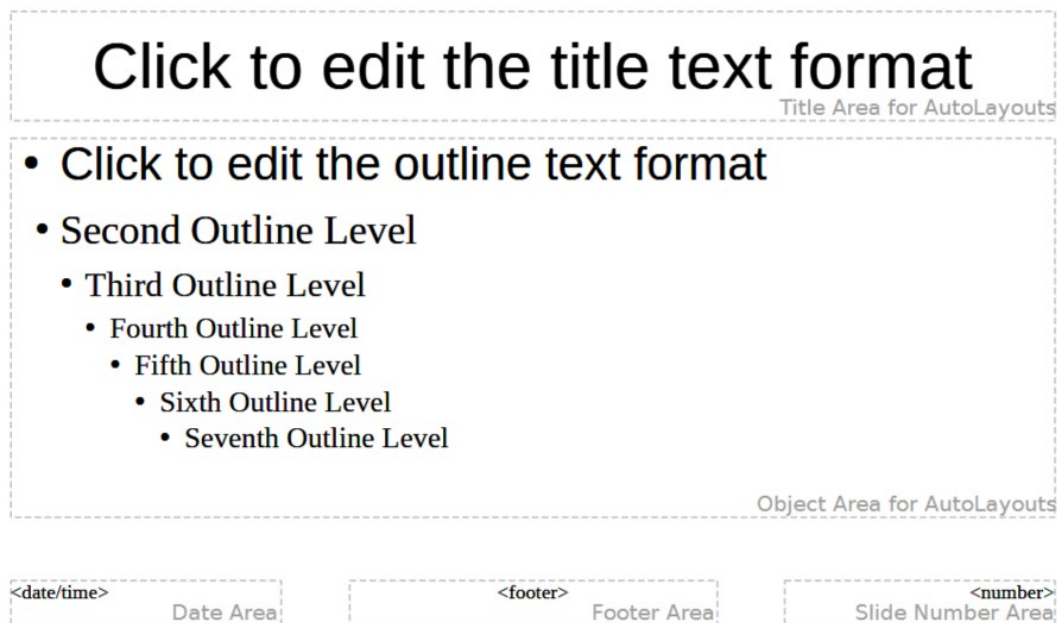 Click to edit the title text format
Title Area for AutoLayouts
• Click to edit the outline text format
• Second Outline Level
• Third Outline Level
• Fourth Outline Level
• Fifth Outline Level
• Sixth Outline Level
• Seventh Outline Level
Object Area for AutoLayouts
<date/time> <footer> <number>
Date Area Footer Area Slide Number Area